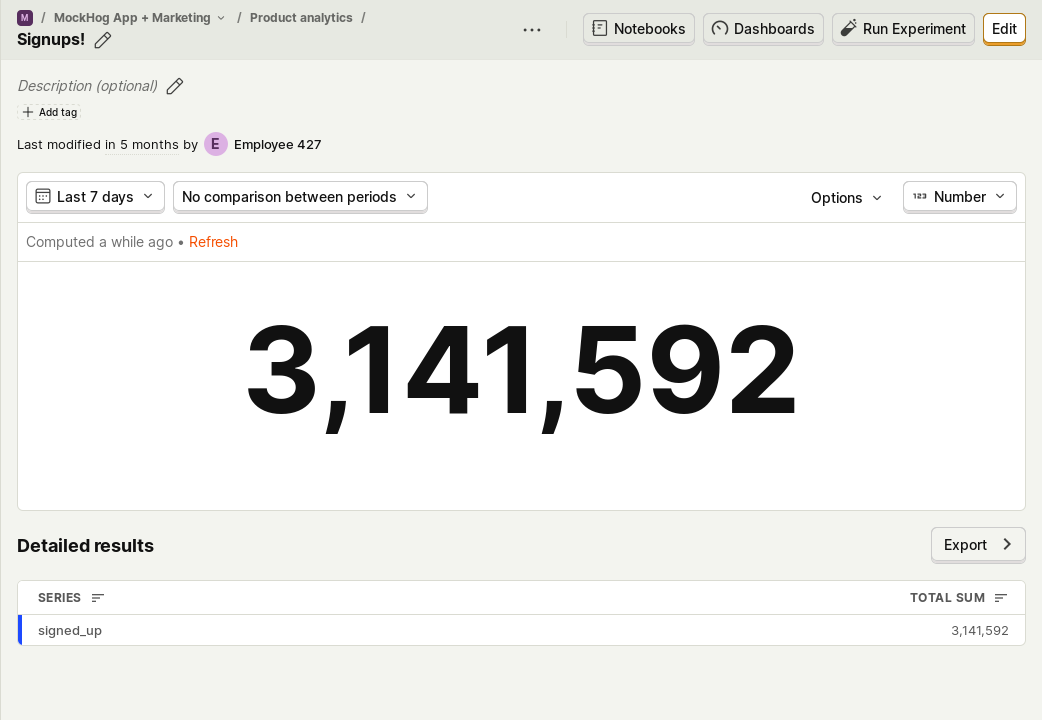 M / MockHog App + Marketing / Product analytics /
Signups!
Notebooks Dashboards Run Experiment Edit
Description (optional)
Add tag
Last modified in 5 months by E Employee 427
Last 7 days No comparison between periods Options 123 Number
Computed a while ago • Refresh
3,141,592
Detailed results Export
SERIES TOTAL SUM
signed_up 3,141,592